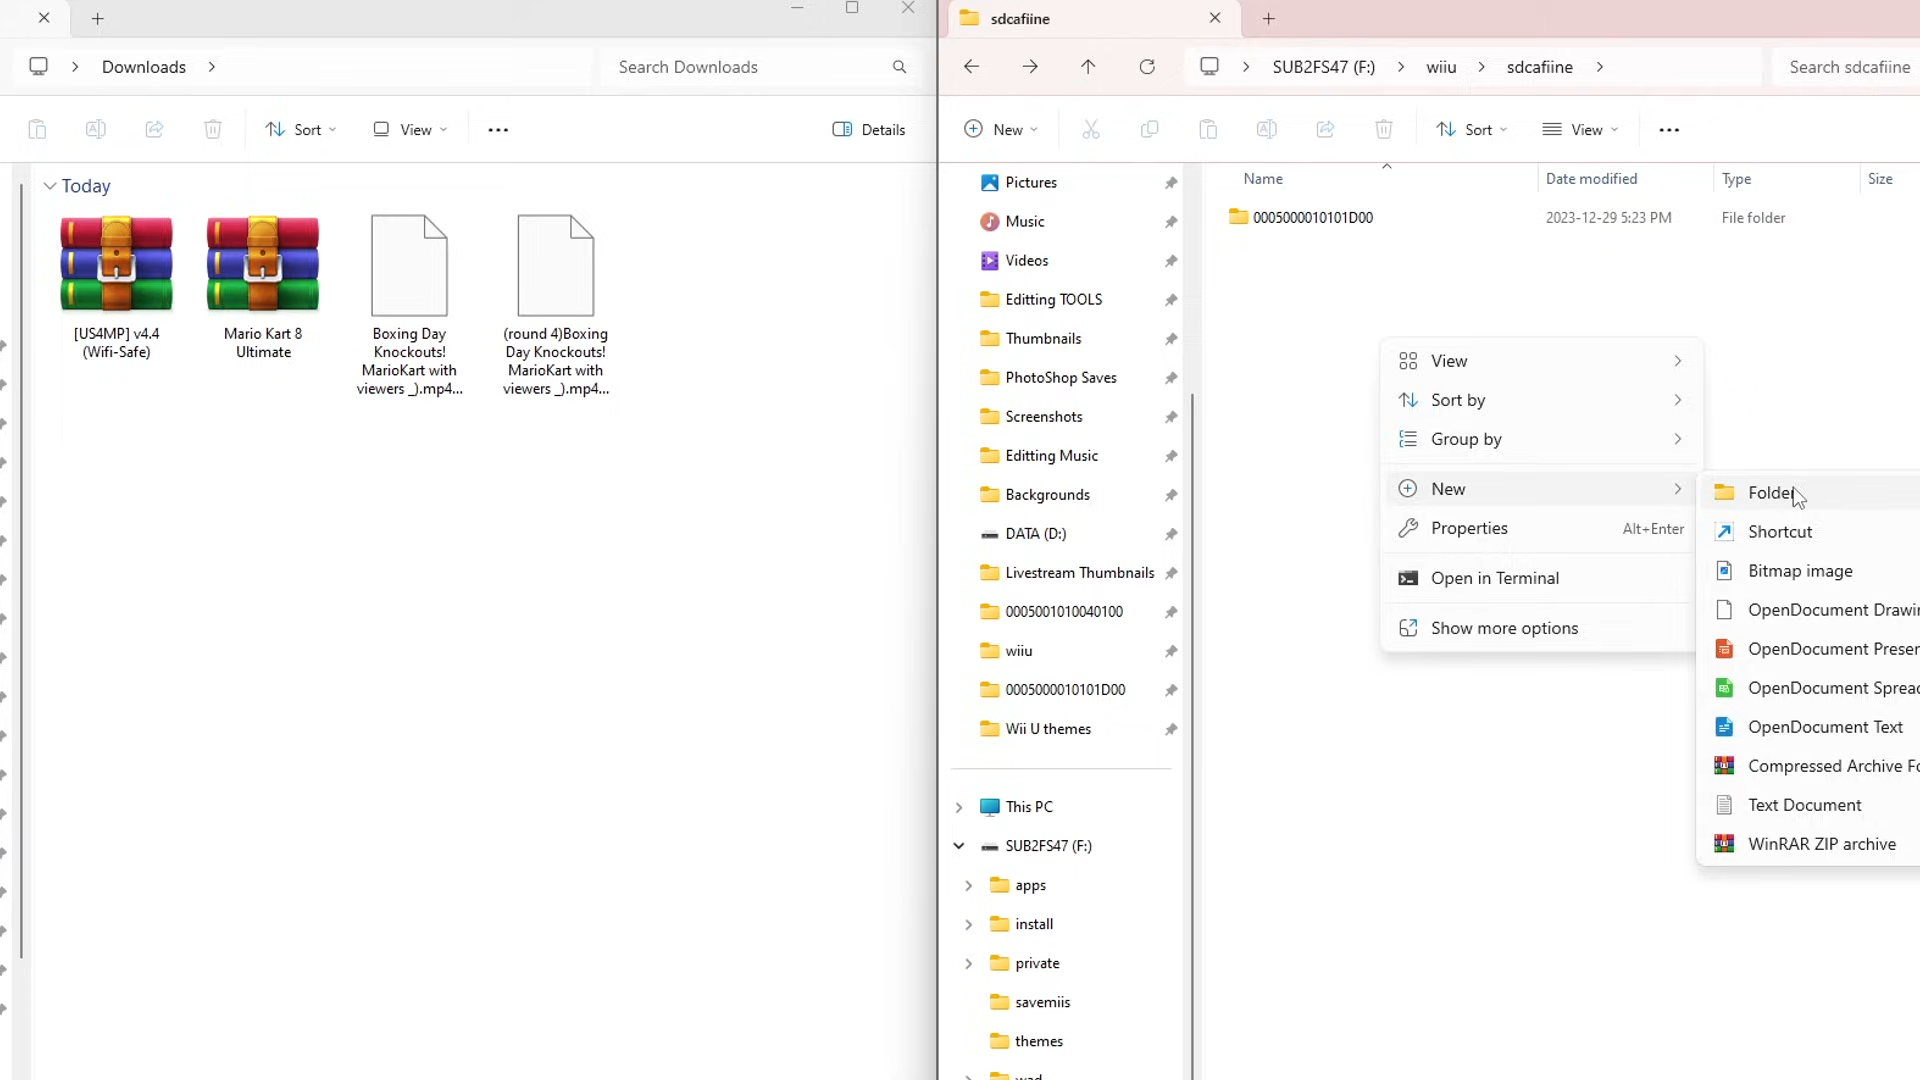 Downloads
Search Downloads
Sort
View
Details
Today
[US4MP] v4.4
(Wifi-Safe)
Mario Kart 8
Ultimate
Boxing Day
Knockouts!
MarioKart with
viewers _).mp4...
(round 4)Boxing
Day Knockouts!
MarioKart with
viewers _).mp4...
sdcafiine
SUB2FS47 (F:)
wiiu
sdcafiine
Search sdcafiine
New
Sort
View
Pictures
Music
Videos
Editting TOOLS
Thumbnails
PhotoShop Saves
Screenshots
Editting Music
Backgrounds
DATA (D:)
Livestream Thumbnails
0005001010040100
wiiu
0005000010101D00
Wii U themes
This PC
SUB2FS47 (F:)
apps
install
private
savemiis
themes
Name
Date modified
Type
Size
0005000010101D00
2023-12-29 5:23 PM
File folder
View
Sort by
Group by
New
Properties
Alt+Enter
Open in Terminal
Show more options
Folder
Shortcut
Bitmap image
OpenDocument Drawin
OpenDocument Presen
OpenDocument Spread
OpenDocument Text
Compressed Archive Fo
Text Document
WinRAR ZIP archive